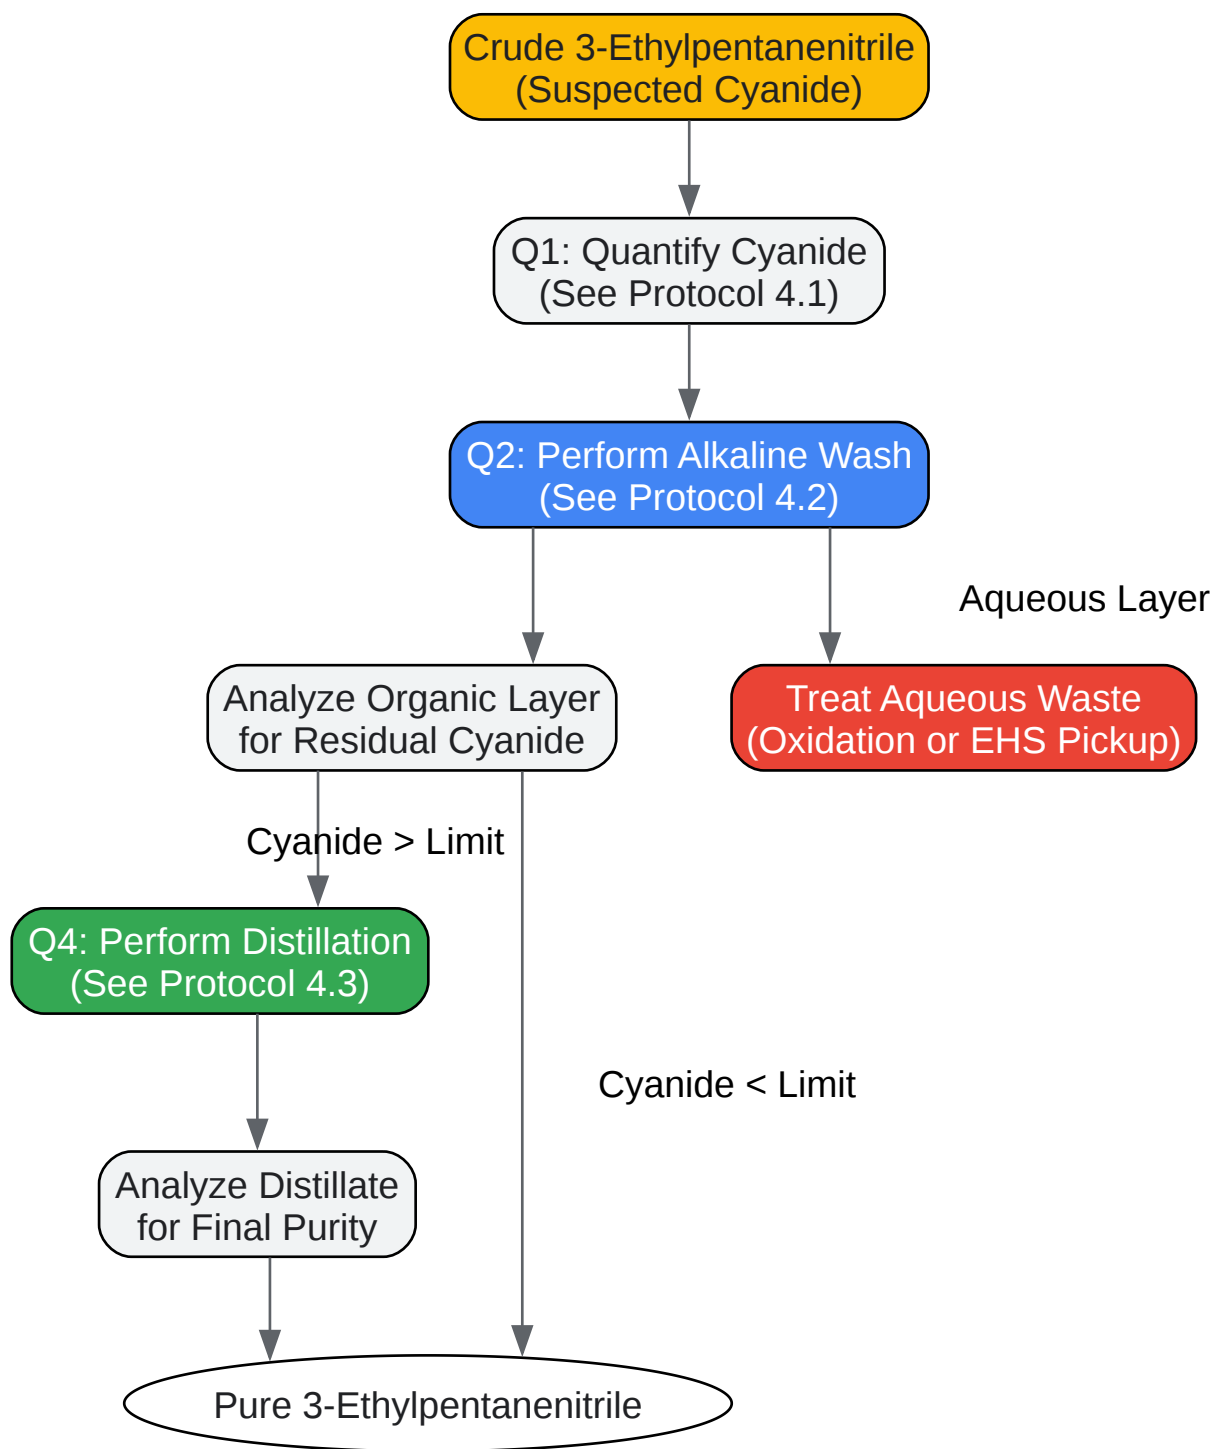 Crude 3-Ethylpentanenitrile
(Suspected Cyanide)
Q1: Quantify Cyanide
(See Protocol 4.1)
Q2: Perform Alkaline Wash
(See Protocol 4.2)
Aqueous Layer
Analyze Organic Layer
for Residual Cyanide
Treat Aqueous Waste
(Oxidation or EHS Pickup)
Cyanide > Limit
Q4: Perform Distillation
(See Protocol 4.3)
Cyanide < Limit
Analyze Distillate
for Final Purity
Pure 3-Ethylpentanenitrile